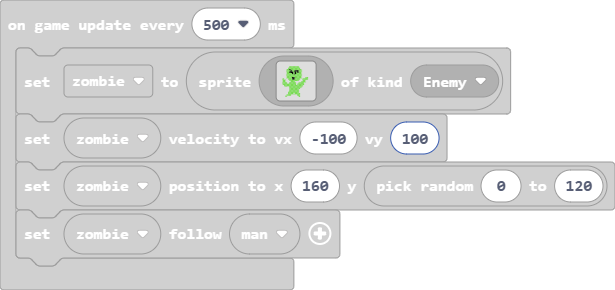 on game update every 500 ms
set zombie to sprite of kind Enemy
set zombie velocity to vx -100 vy 100
set zombie position to x 160 y pick random 0 to 120
set zombie follow man